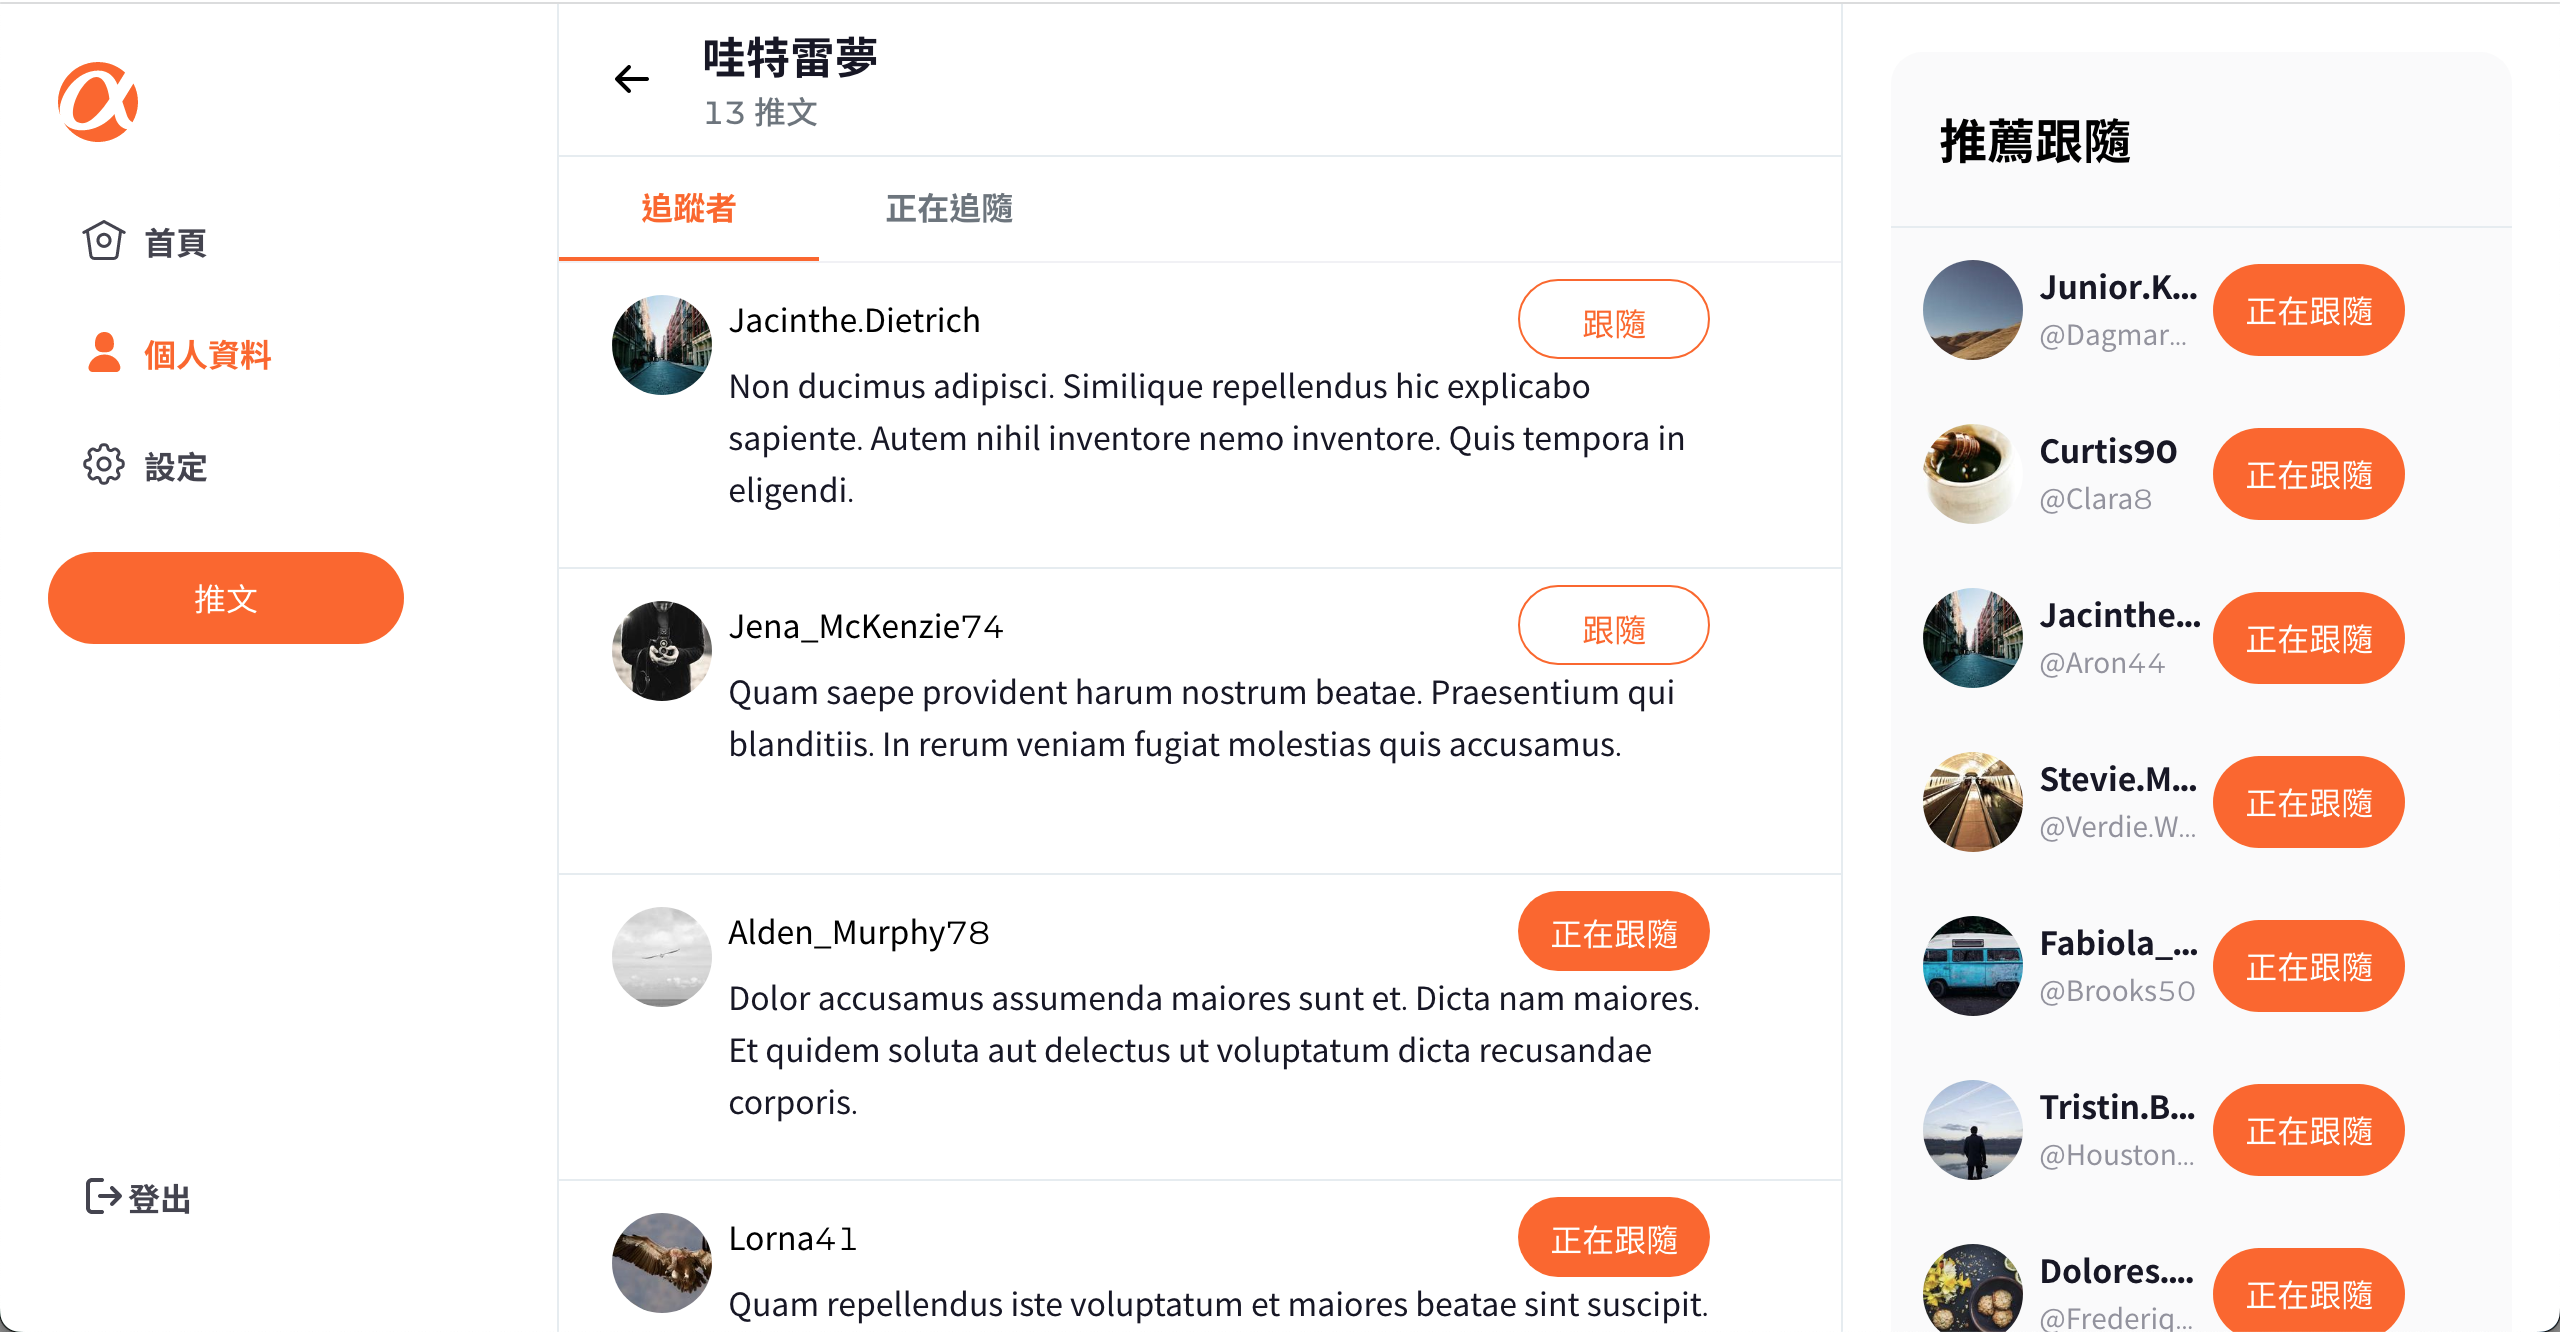 首頁
個人資料
設定
推文
登出
哇特雷夢
13 推文
追蹤者
正在追隨
Jacinthe.Dietrich
跟隨
Non ducimus adipisci. Similique repellendus hic explicabo
sapiente. Autem nihil inventore nemo inventore. Quis tempora in
eligendi.
Jena_McKenzie74
跟隨
Quam saepe provident harum nostrum beatae. Praesentium qui
blanditiis. In rerum veniam fugiat molestias quis accusamus.
Alden_Murphy78
正在跟隨
Dolor accusamus assumenda maiores sunt et. Dicta nam maiores.
Et quidem soluta aut delectus ut voluptatum dicta recusandae
corporis.
Lorna41
正在跟隨
Quam repellendus iste voluptatum et maiores beatae sint suscipit.
推薦跟隨
Junior.K...
@Dagmar...
正在跟隨
Curtis90
@Clara8
正在跟隨
Jacinthe...
@Aron44
正在跟隨
Stevie.M...
@Verdie.W...
正在跟隨
Fabiola_...
@Brooks50
正在跟隨
Tristin.B...
@Houston...
正在跟隨
Dolores....
@Frederiq...
正在跟隨